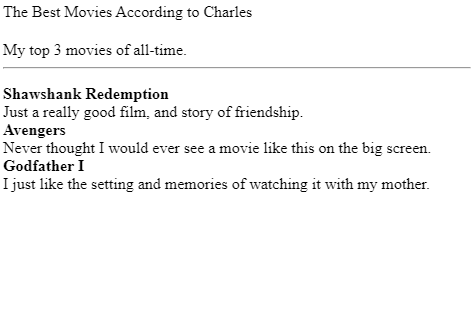 The Best Movies According to Charles
My top 3 movies of all-time.
Shawshank Redemption
Just a really good film, and story of friendship.
Avengers
Never thought I would ever see a movie like this on the big screen.
Godfather I
I just like the setting and memories of watching it with my mother.